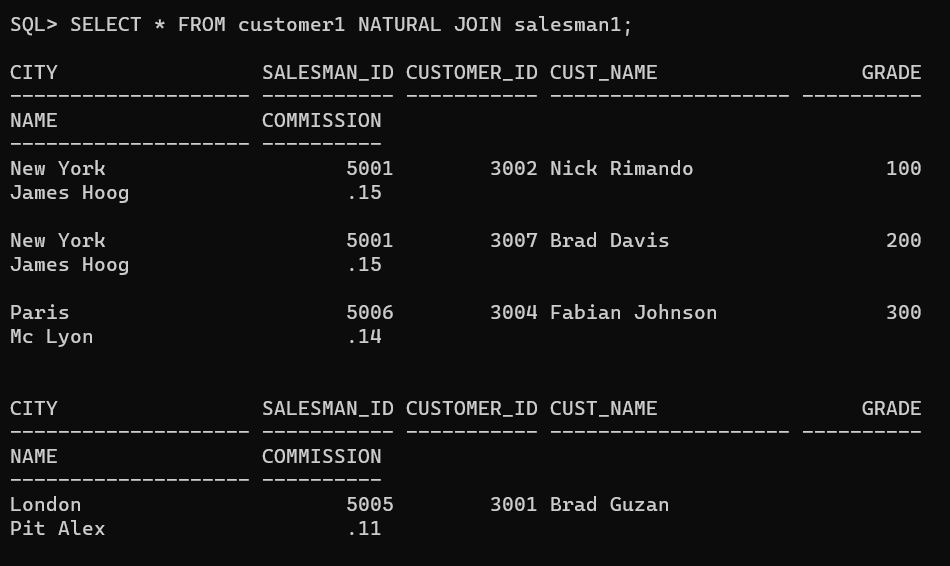 SQL> SELECT * FROM customer1 NATURAL JOIN salesman1;
CITY                 SALESMAN_ID CUSTOMER_ID CUST_NAME                 GRADE
-------------------- ----------- ----------- -------------------- ----------
NAME                 COMMISSION
-------------------- ----------
New York                    5001        3002 Nick Rimando                100
James Hoog                  .15
New York                    5001        3007 Brad Davis                  200
James Hoog                  .15
Paris                       5006        3004 Fabian Johnson              300
Mc Lyon                     .14
CITY                 SALESMAN_ID CUSTOMER_ID CUST_NAME                 GRADE
-------------------- ----------- ----------- -------------------- ----------
NAME                 COMMISSION
-------------------- ----------
London                      5005        3001 Brad Guzan
Pit Alex                    .11